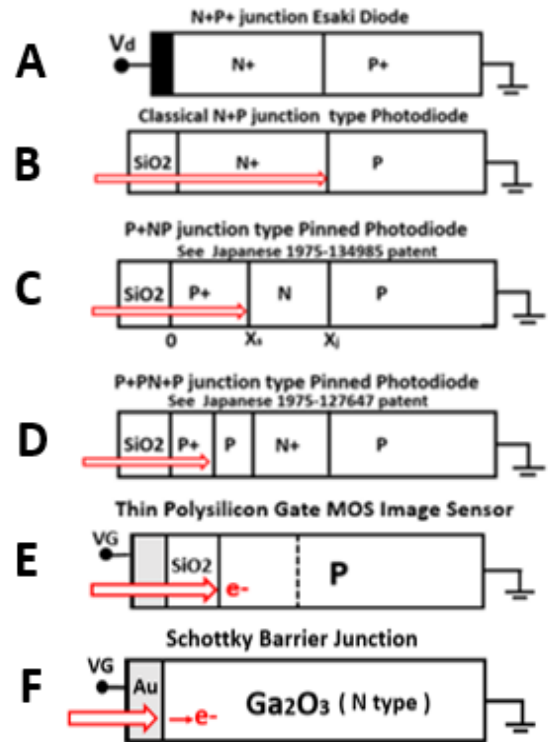 N+P+ junction Esaki Diode
A Vd N+ P+
Classical N+P junction type Photodiode
B SiO2 N+ P
P+NP junction type Pinned Photodiode
See Japanese 1975-134985 patent
C SiO2 P+ N P
0 Xs Xj
P+PN+P junction type Pinned Photodiode
See Japanese 1975-127647 patent
D SiO2 P+ P N+ P
Thin Polysilicon Gate MOS Image Sensor
VG
E SiO2 e- P
Schottky Barrier Junction
VG
F Au e- Ga2O3 ( N type )